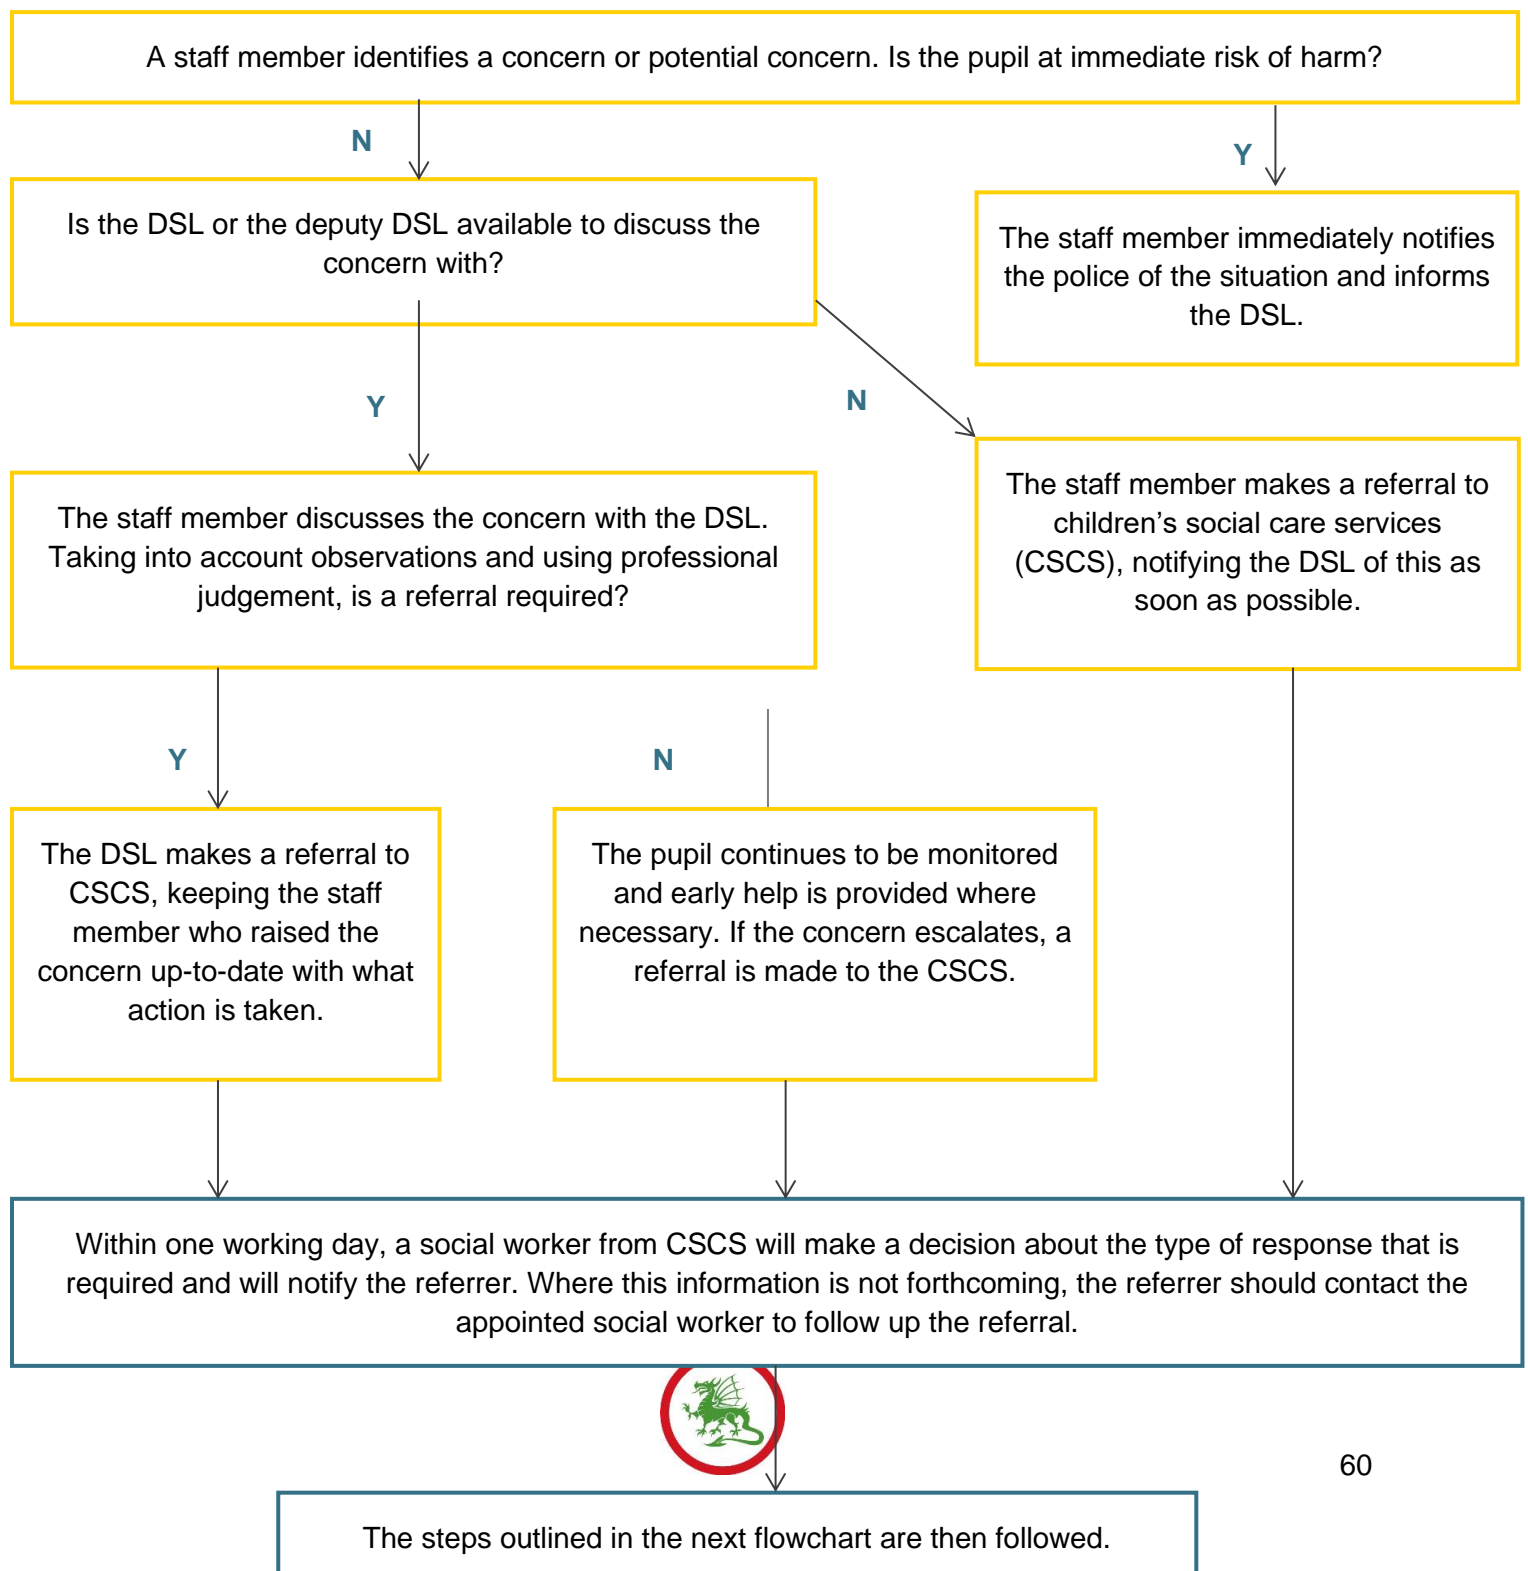 A staff member identifies a concern or potential concern. Is the pupil at immediate risk of harm?
N
Y
Is the DSL or the deputy DSL available to discuss the
concern with?
The staff member immediately notifies
the police of the situation and informs
the DSL.
Y
N
The staff member discusses the concern with the DSL.
Taking into account observations and using professional
judgement, is a referral required?
The staff member makes a referral to
children’s social care services
(CSCS), notifying the DSL of this as
soon as possible.
Y
N
The DSL makes a referral to
CSCS, keeping the staff
member who raised the
concern up-to-date with what
action is taken.
The pupil continues to be monitored
and early help is provided where
necessary. If the concern escalates, a
referral is made to the CSCS.
Within one working day, a social worker from CSCS will make a decision about the type of response that is
required and will notify the referrer. Where this information is not forthcoming, the referrer should contact the
appointed social worker to follow up the referral.
60
The steps outlined in the next flowchart are then followed.